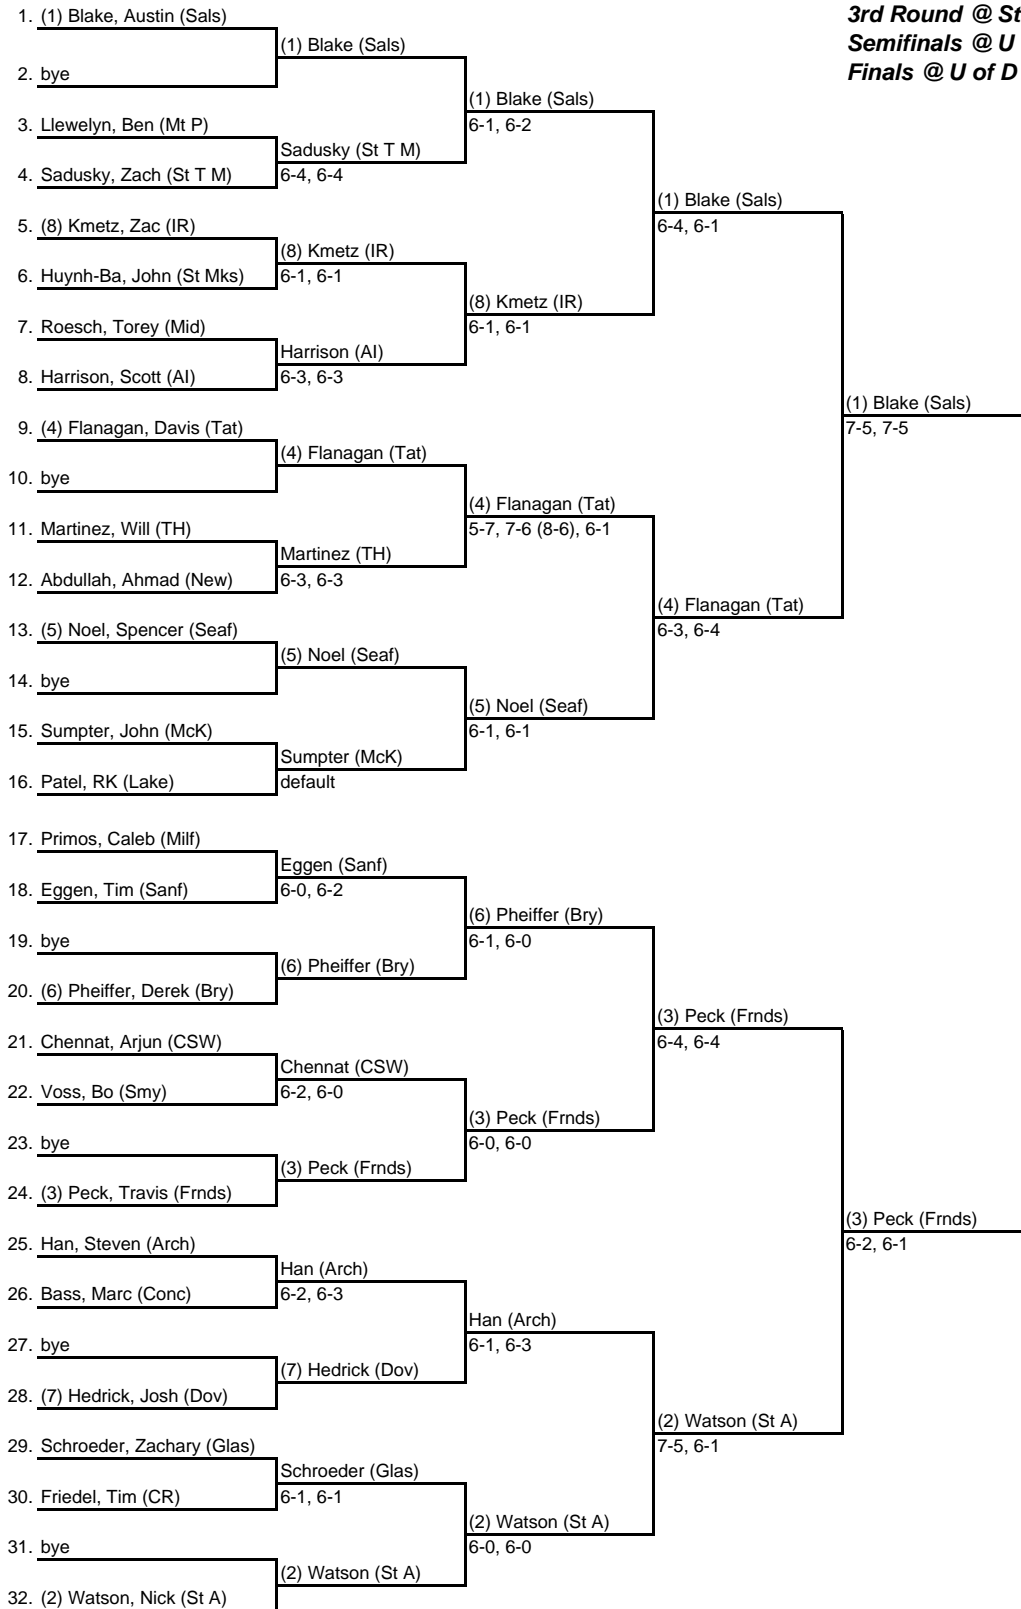 1. (1) Blake, Austin (Sals)
3rd Round @ St
(1) Blake (Sals)
Semifinals @ U
2. bye
Finals @ U of D
(1) Blake (Sals)
3. Llewelyn, Ben (Mt P)
6-1, 6-2
Sadusky (St T M)
4. Sadusky, Zach (St T M)
6-4, 6-4
(1) Blake (Sals)
5. (8) Kmetz, Zac (IR)
6-4, 6-1
(8) Kmetz (IR)
6. Huynh-Ba, John (St Mks)
6-1, 6-1
(8) Kmetz (IR)
7. Roesch, Torey (Mid)
6-1, 6-1
Harrison (AI)
8. Harrison, Scott (AI)
6-3, 6-3
(1) Blake (Sals)
9. (4) Flanagan, Davis (Tat)
7-5, 7-5
(4) Flanagan (Tat)
10. bye
(4) Flanagan (Tat)
11. Martinez, Will (TH)
5-7, 7-6 (8-6), 6-1
Martinez (TH)
12. Abdullah, Ahmad (New)
6-3, 6-3
(4) Flanagan (Tat)
13. (5) Noel, Spencer (Seaf)
6-3, 6-4
(5) Noel (Seaf)
14. bye
(5) Noel (Seaf)
15. Sumpter, John (McK)
6-1, 6-1
Sumpter (McK)
16. Patel, RK (Lake)
default
17. Primos, Caleb (Milf)
Eggen (Sanf)
18. Eggen, Tim (Sanf)
6-0, 6-2
(6) Pheiffer (Bry)
19. bye
6-1, 6-0
(6) Pheiffer (Bry)
20. (6) Pheiffer, Derek (Bry)
(3) Peck (Frnds)
21. Chennat, Arjun (CSW)
6-4, 6-4
Chennat (CSW)
22. Voss, Bo (Smy)
6-2, 6-0
(3) Peck (Frnds)
23. bye
6-0, 6-0
(3) Peck (Frnds)
24. (3) Peck, Travis (Frnds)
(3) Peck (Frnds)
25. Han, Steven (Arch)
6-2, 6-1
Han (Arch)
26. Bass, Marc (Conc)
6-2, 6-3
Han (Arch)
27. bye
6-1, 6-3
(7) Hedrick (Dov)
28. (7) Hedrick, Josh (Dov)
(2) Watson (St A)
29. Schroeder, Zachary (Glas)
7-5, 6-1
Schroeder (Glas)
30. Friedel, Tim (CR)
6-1, 6-1
(2) Watson (St A)
31. bye
6-0, 6-0
(2) Watson (St A)
32. (2) Watson, Nick (St A)